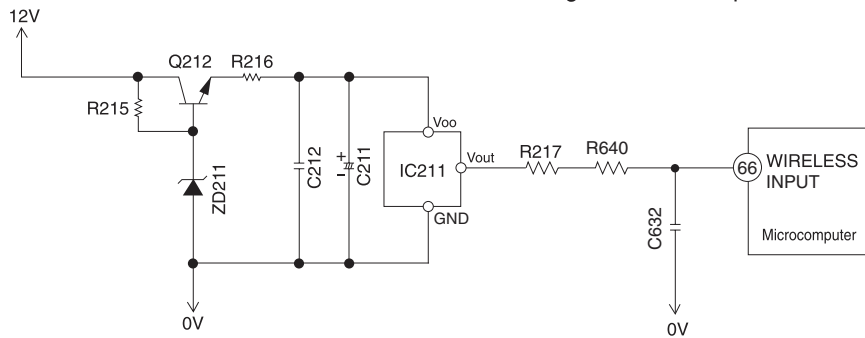 12V
Q212
R216
R215
ZD211
C212
+
-
C211
Voo
IC211
Vout
GND
R217
R640
C632
66
WIRELESS
INPUT
Microcomputer
0V
0V